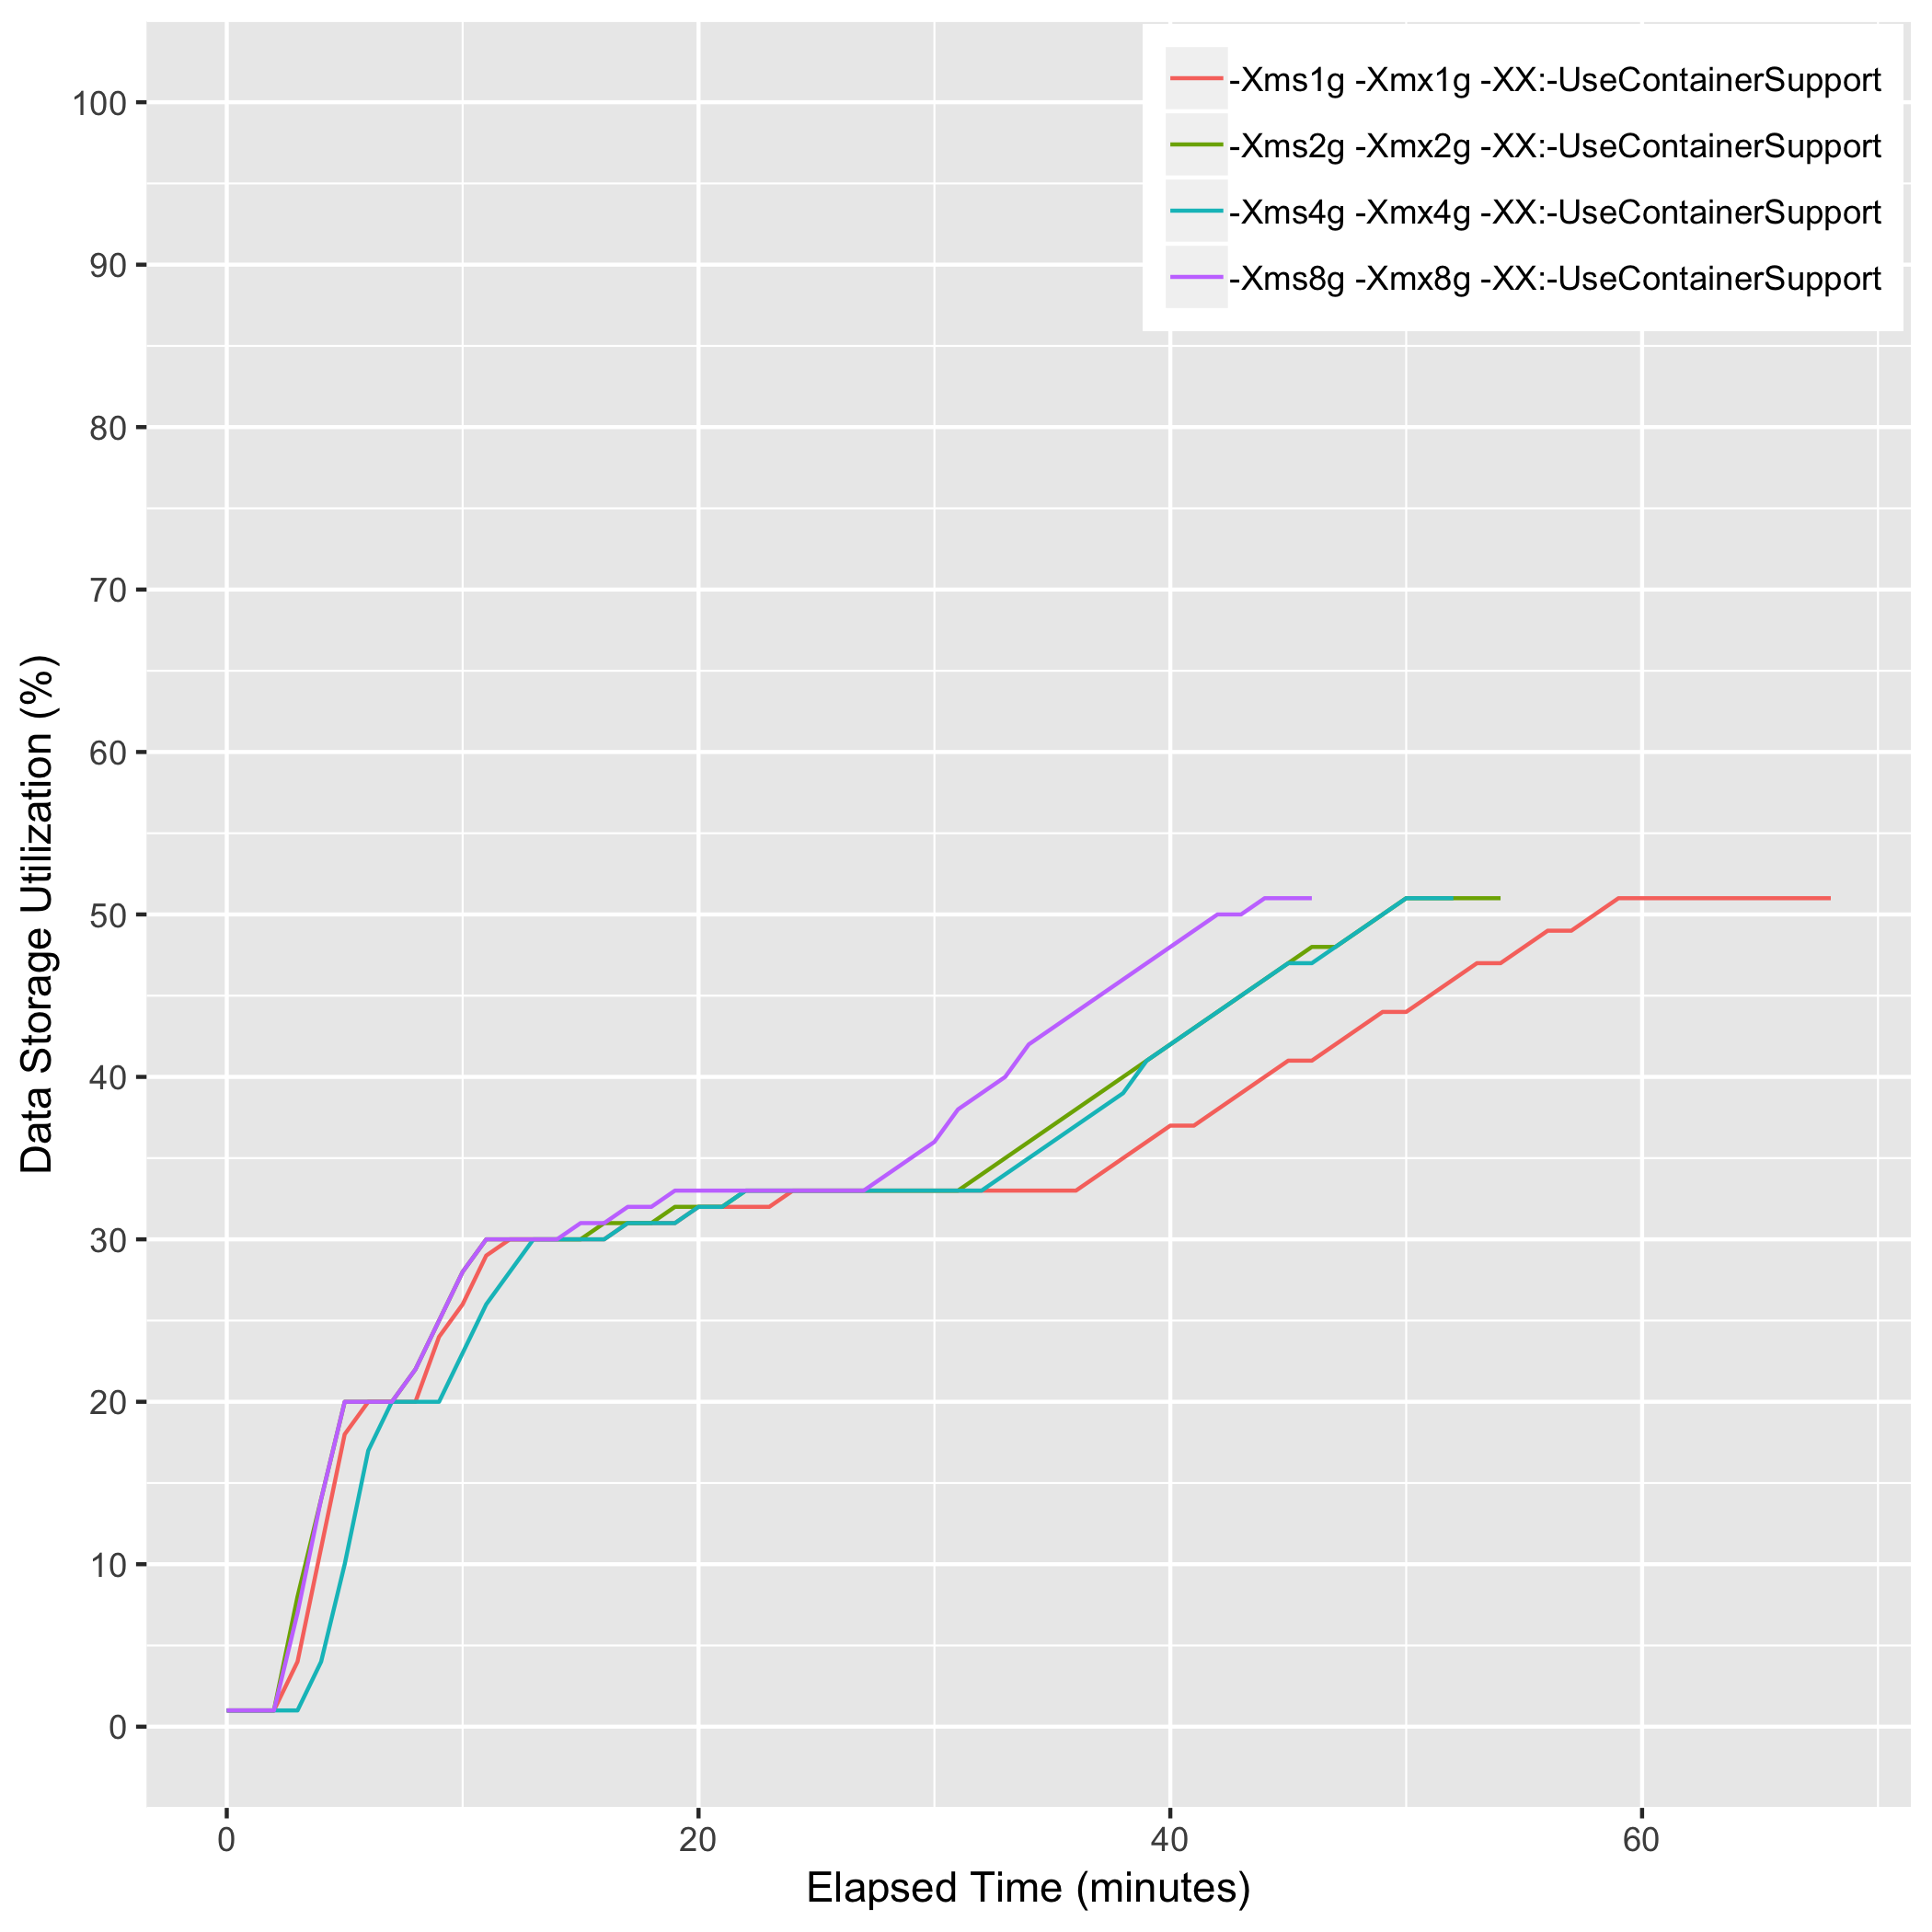 -Xms1g -Xmx1g -XX:-UseContainerSupport
-Xms2g -Xmx2g -XX:-UseContainerSupport
-Xms4g -Xmx4g -XX:-UseContainerSupport
-Xms8g -Xmx8g -XX:-UseContainerSupport
100
90
80
70
60
50
40
30
20
10
0
Data Storage Utilization (%)
0 20 40 60
Elapsed Time (minutes)